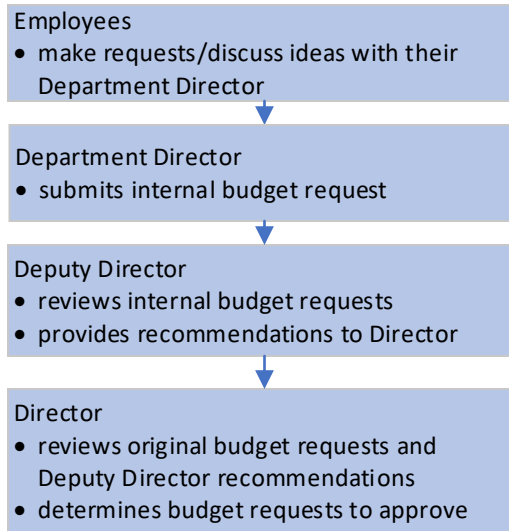 Employees
• make requests/discuss ideas with their
Department Director
Department Director
• submits internal budget request
Deputy Director
• reviews internal budget requests
• provides recommendations to Director
Director
• reviews original budget requests and
Deputy Director recommendations
• determines budget requests to approve